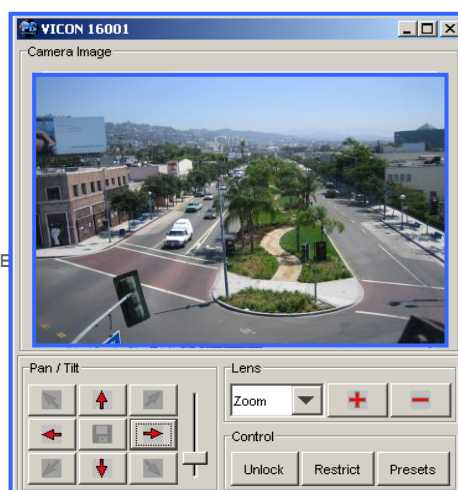 VICON 16001
Camera Image
E
Pan / Tilt
Lens
Zoom
Control
Unlock
Restrict
Presets